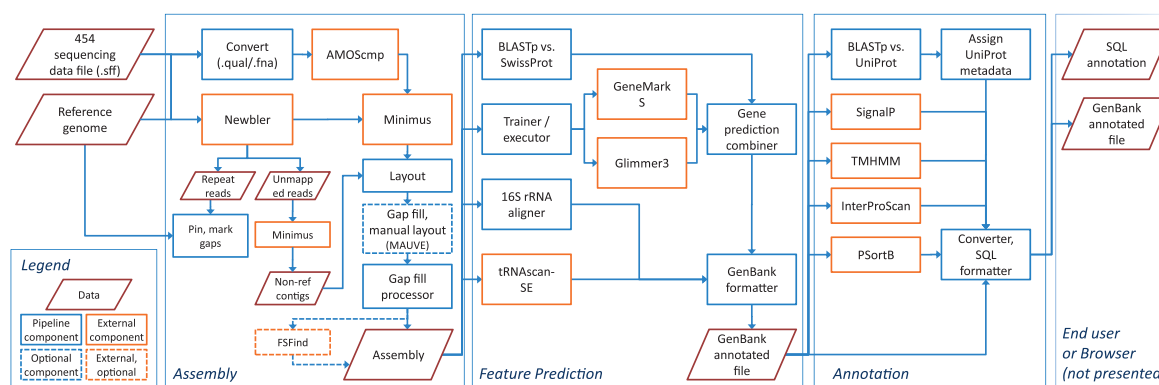 454
sequencing
data file (.sff)
Reference
genome
Convert
(.qual/.fna)
AMOScmp
Newbler
Minimus
Repeat
reads
Unmapp
ed reads
Layout
Pin, mark
gaps
Minimus
Gap fill,
manual layout
(MAUVE)
Non-ref
contigs
Gap fill
processor
FSFind
Assembly
Assembly
BLASTp vs.
SwissProt
GeneMark
S
Trainer /
executor
Glimmer3
Gene
prediction
combiner
16S rRNA
aligner
tRNAscan-
SE
GenBank
formatter
GenBank
annotated
file
Feature Prediction
BLASTp vs.
UniProt
Assign
UniProt
metadata
SignalP
TMHMM
InterProScan
PSortB
Converter,
SQL
formatter
Annotation
SQL
annotation
GenBank
annotated
file
End user
or Browser
(not presented
Legend
Data
Pipeline
component
External
component
Optional
component
External,
optional